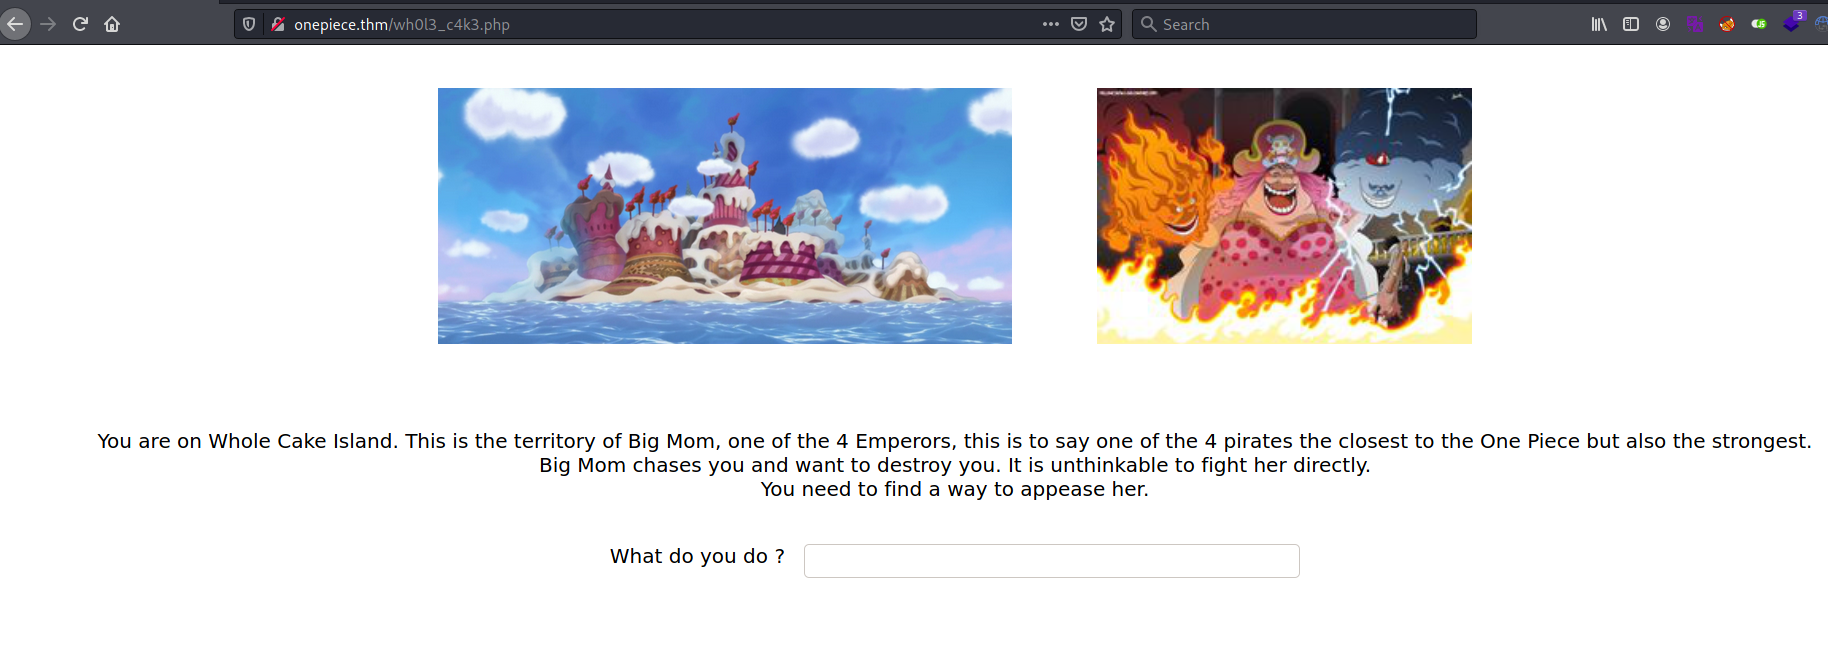 onepiece.thm/wh0l3_c4k3.php
Search
3
You are on Whole Cake Island. This is the territory of Big Mom, one of the 4 Emperors, this is to say one of the 4 pirates the closest to the One Piece but also the strongest.
Big Mom chases you and want to destroy you. It is unthinkable to fight her directly.
You need to find a way to appease her.
What do you do ?